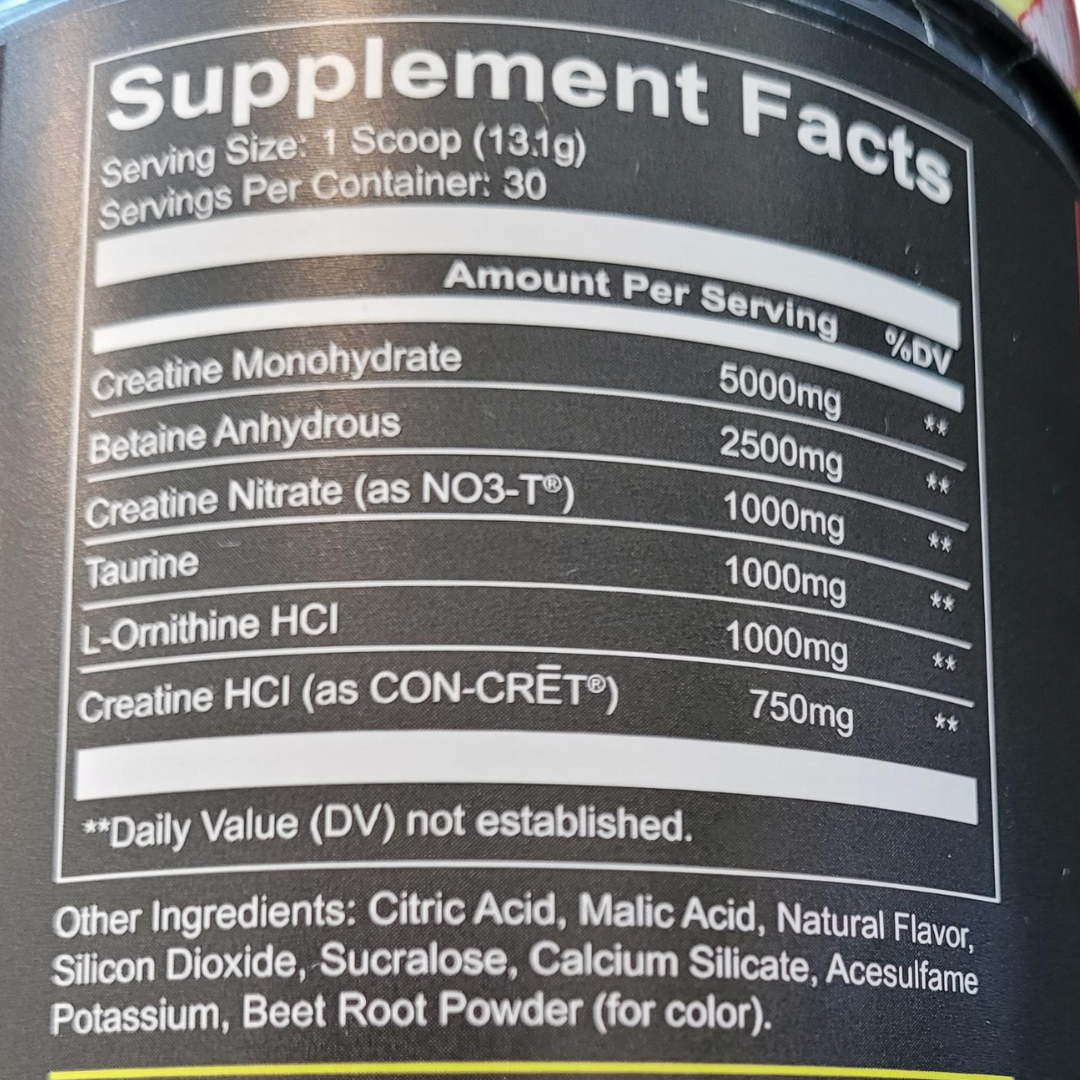 Supplement Facts
Serving Size: 1 Scoop (13.1g)
Servings Per Container: 30
Amount Per Serving %DV
Creatine Monohydrate 5000mg **
Betaine Anhydrous 2500mg **
Creatine Nitrate (as NO3-T®) 1000mg **
Taurine 1000mg **
L-Ornithine HCl 1000mg **
Creatine HCl (as CON-CRĒT®) 750mg **
**Daily Value (DV) not established.
Other Ingredients: Citric Acid, Malic Acid, Natural Flavor,
Silicon Dioxide, Sucralose, Calcium Silicate, Acesulfame
Potassium, Beet Root Powder (for color).